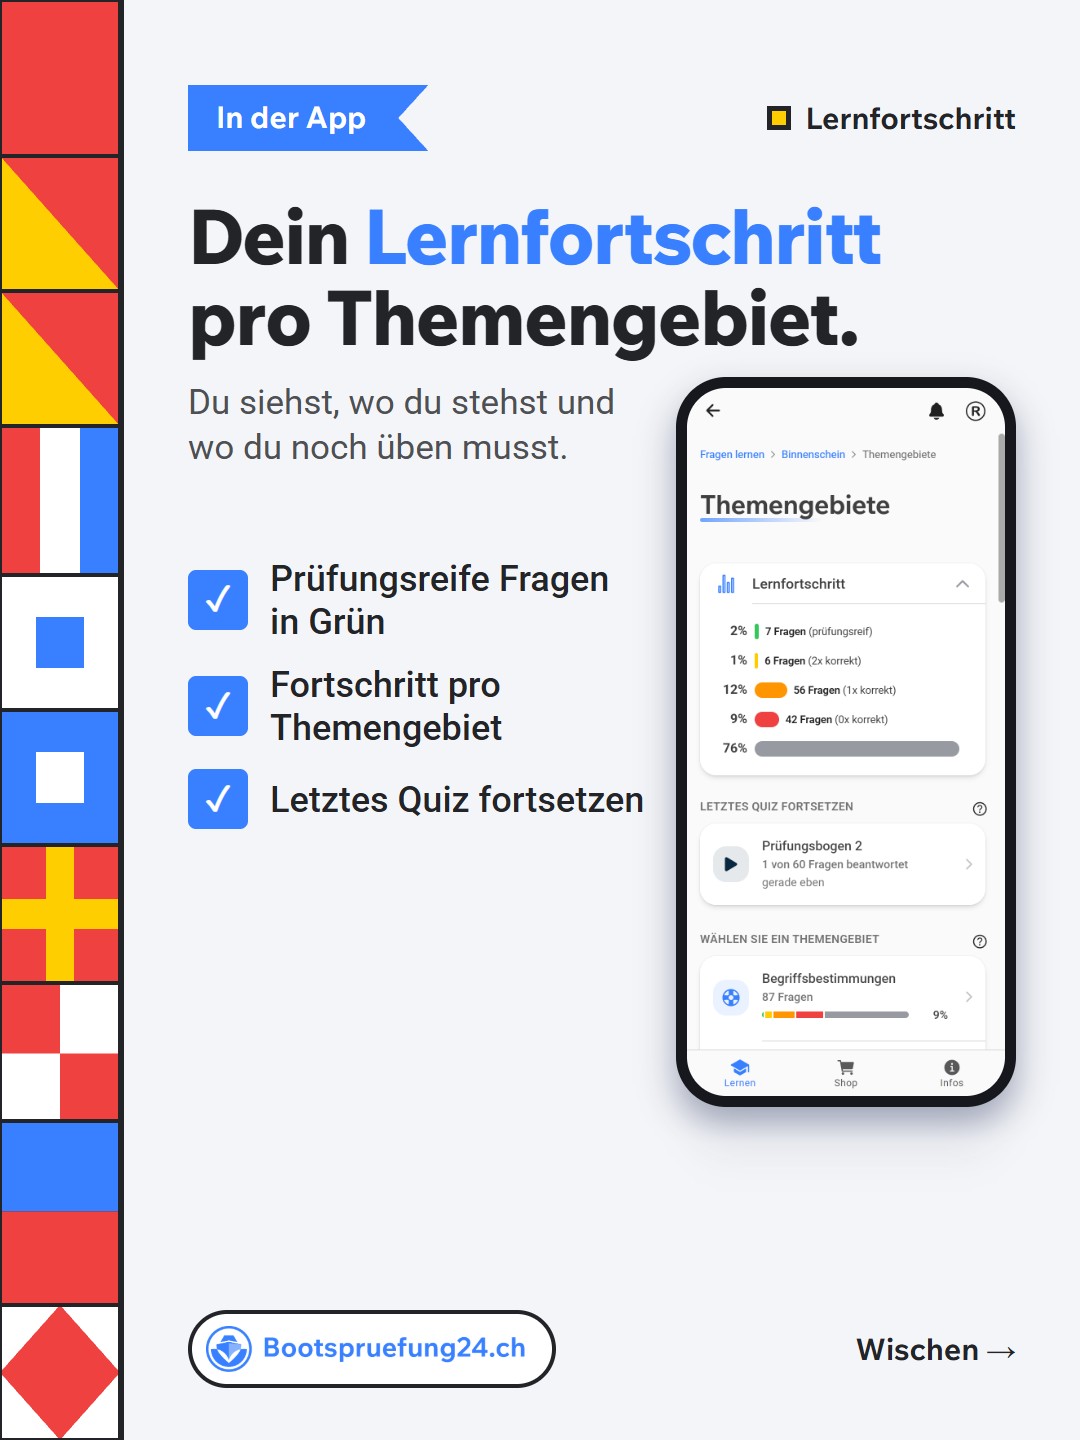 In der App
Lernfortschritt
Dein Lernfortschritt
pro Themengebiet.
Du siehst, wo du stehst und
wo du noch üben musst.
Prüfungsreife Fragen
in Grün
Fortschritt pro
Themengebiet
Letztes Quiz fortsetzen
Fragen lernen > Binnenschein > Themengebiete
Themengebiete
Lernfortschritt
2% 7 Fragen (prüfungsreif)
1% 6 Fragen (2x korrekt)
12% 56 Fragen (1x korrekt)
9% 42 Fragen (0x korrekt)
76%
LETZTES QUIZ FORTSETZEN
Prüfungsbogen 2
1 von 60 Fragen beantwortet
gerade eben
WÄHLEN SIE EIN THEMENGEBIET
Begriffsbestimmungen
87 Fragen
9%
Lernen Shop Infos
Bootspruefung24.ch
Wischen →